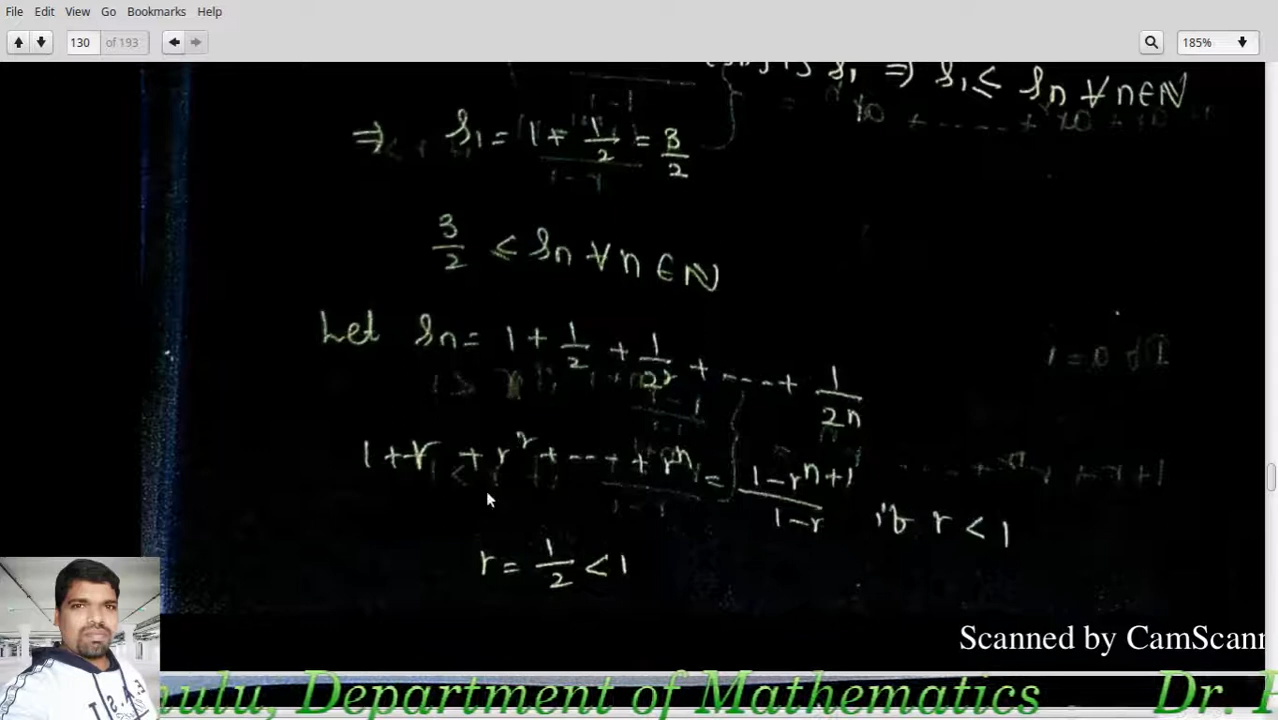 File Edit View Go Bookmarks Help
130 of 193 185%
S₁ ⇒ S₁ ≤ Sn ∀ n ∈ ℕ
⇒ S₁ = 1 + 1/2 = 3/2
3/2 ≤ Sn ∀ n ∈ ℕ
Let Sn = 1 + 1/2 + 1/2² + ---- + 1/2ⁿ
1 + r + r² + --- + rⁿ = 1-rⁿ+1/1-r if r < 1
r = 1/2 < 1
Scanned by CamScann
nulu, Department of Mathematics Dr. H